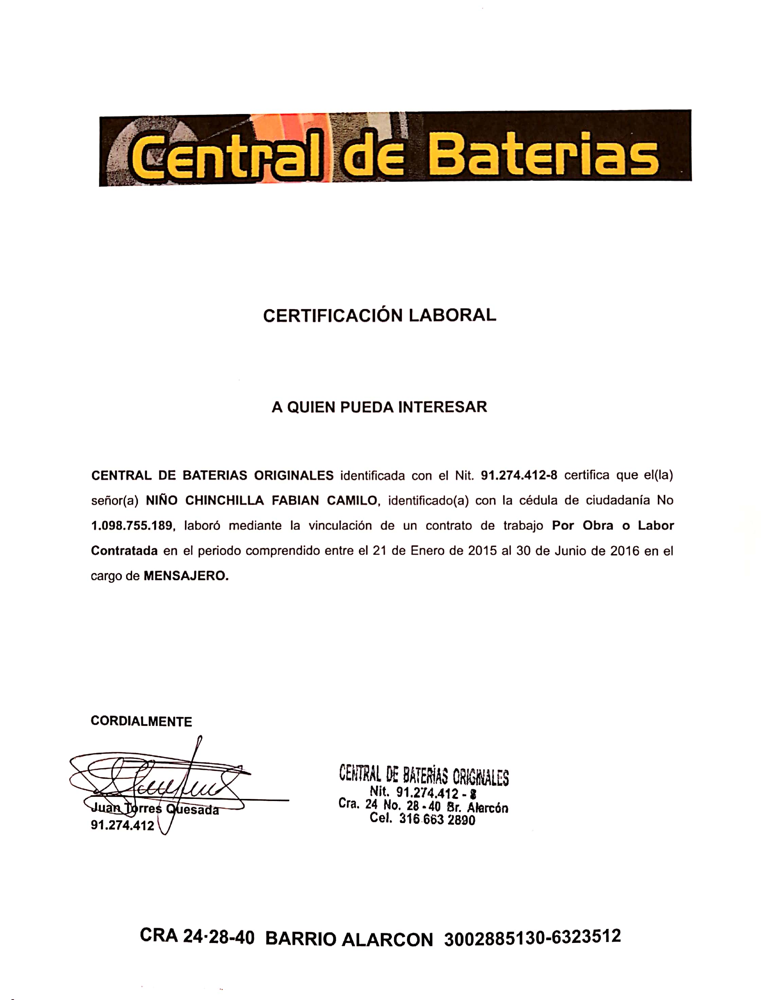 Central de Baterias
CERTIFICACIÓN LABORAL
A QUIEN PUEDA INTERESAR
CENTRAL DE BATERIAS ORIGINALES identificada con el Nit. 91.274.412-8 certifica que el(la)
señor(a) NIÑO CHINCHILLA FABIAN CAMILO, identificado(a) con la cédula de ciudadanía No
1.098.755.189, laboró mediante la vinculación de un contrato de trabajo Por Obra o Labor
Contratada en el periodo comprendido entre el 21 de Enero de 2015 al 30 de Junio de 2016 en el
cargo de MENSAJERO.
CORDIALMENTE
Juan Torres Quesada
91.274.412
CENTRAL DE BATERÍAS ORIGINALES
Nit. 91.274.412 - 8
Cra. 24 No. 28 - 40 Br. Alarcón
Cel. 316 663 2890
CRA 24-28-40 BARRIO ALARCON 3002885130-6323512